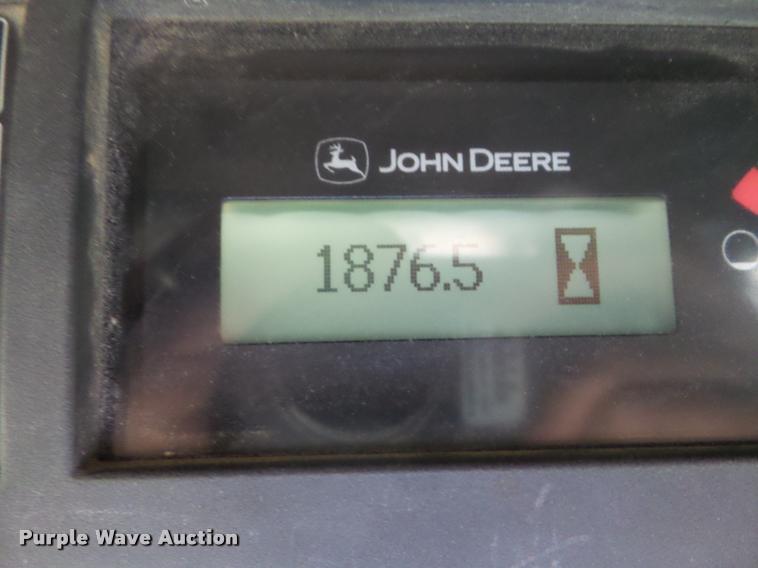 JOHN DEERE
1876.5
Purple Wave Auction